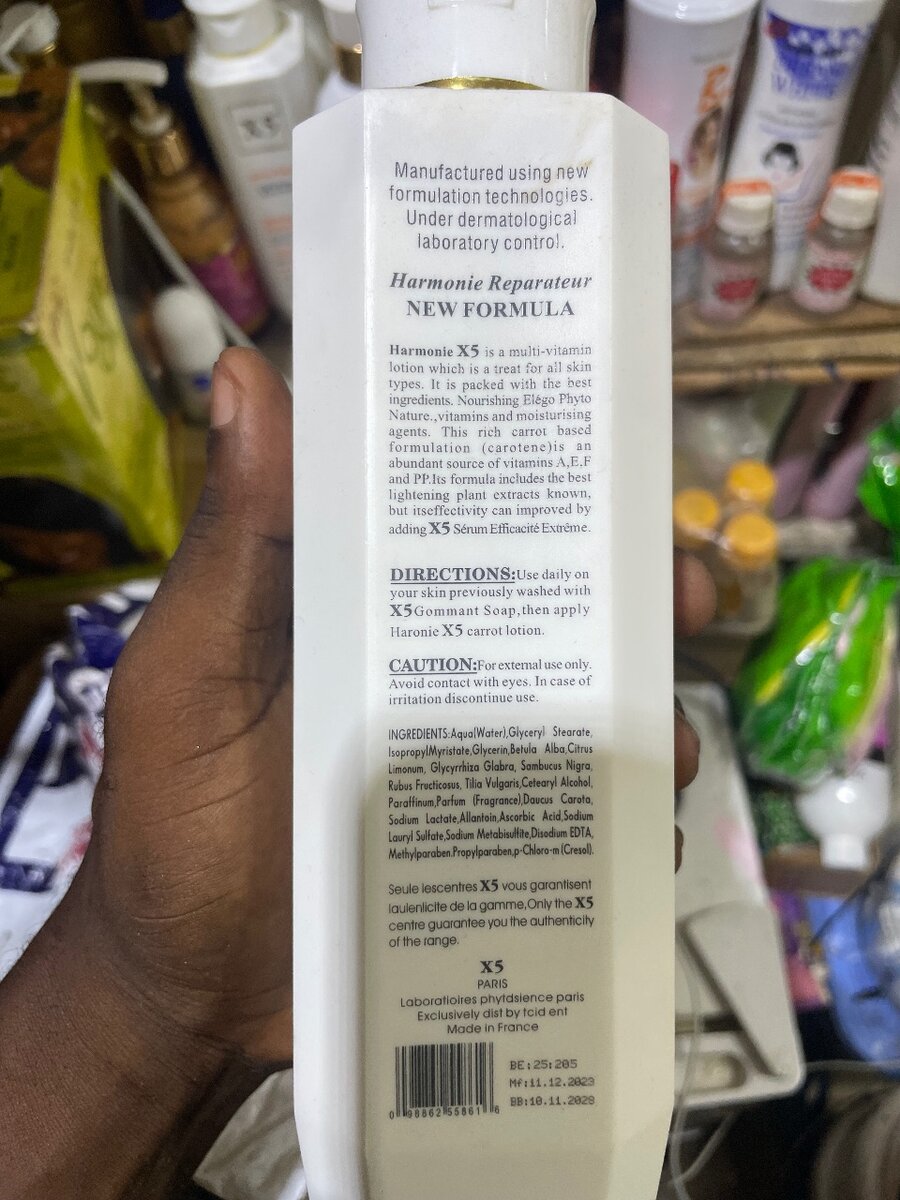 X5
Manufactured using new
formulation technologies.
Under dermatological
laboratory control.
Harmonie Reparateur
NEW FORMULA
Harmonie X5 is a multi-vitamin
lotion which is a treat for all skin
types. It is packed with the best
ingredients. Nourishing Elégo Phyto
Nature.,vitamins and moisturising
agents. This rich carrot based
formulation (carotene)is an
abundant source of vitamins A,E,F
and PP.Its formula includes the best
lightening plant extracts known,
but itseffectivity can improved by
adding X5 Sérum Efficacité Extrême.
DIRECTIONS:Use daily on
your skin previously washed with
X5Gommant Soap,then apply
Haronie X5 carrot lotion.
CAUTION:For external use only.
Avoid contact with eyes. In case of
irritation discontinue use.
INGREDIENTS:Aqua(Water),Glyceryl Stearate,
IsopropylMyristate,Glycerin,Betula Alba,Citrus
Limonum, Glycyrrhiza Glabra, Sambucus Nigra,
Rubus Fructicosus, Tilia Vulgaris,Cetearyl Alcohol,
Paraffinum,Parfum (Fragrance),Daucus Carota,
Sodium Lactate,Allantoin,Ascorbic Acid,Sodium
Lauryl Sulfate,Sodium Metabisulfite,Disodium EDTA,
Methylparaben.Propylparaben,p-Chloro-m (Cresol).
Seule lescentres X5 vous garantisent
laulenlicite de la gamme,Only the X5
centre guarantee you the authenticity
of the range.
X5
PARIS
Laboratioires phytdsience paris
Exclusively dist by tcid ent
Made in France
BE:25:205
Mf:11.12.2023
BB:10.11.2028
0 98862 55861 6